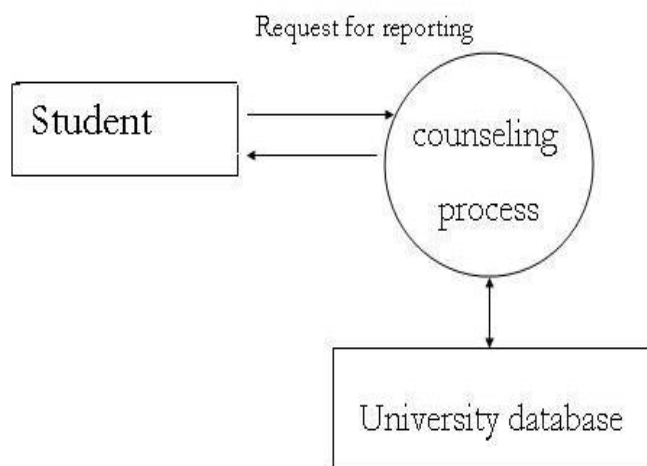 Request for reporting
Student
counseling
process
University database